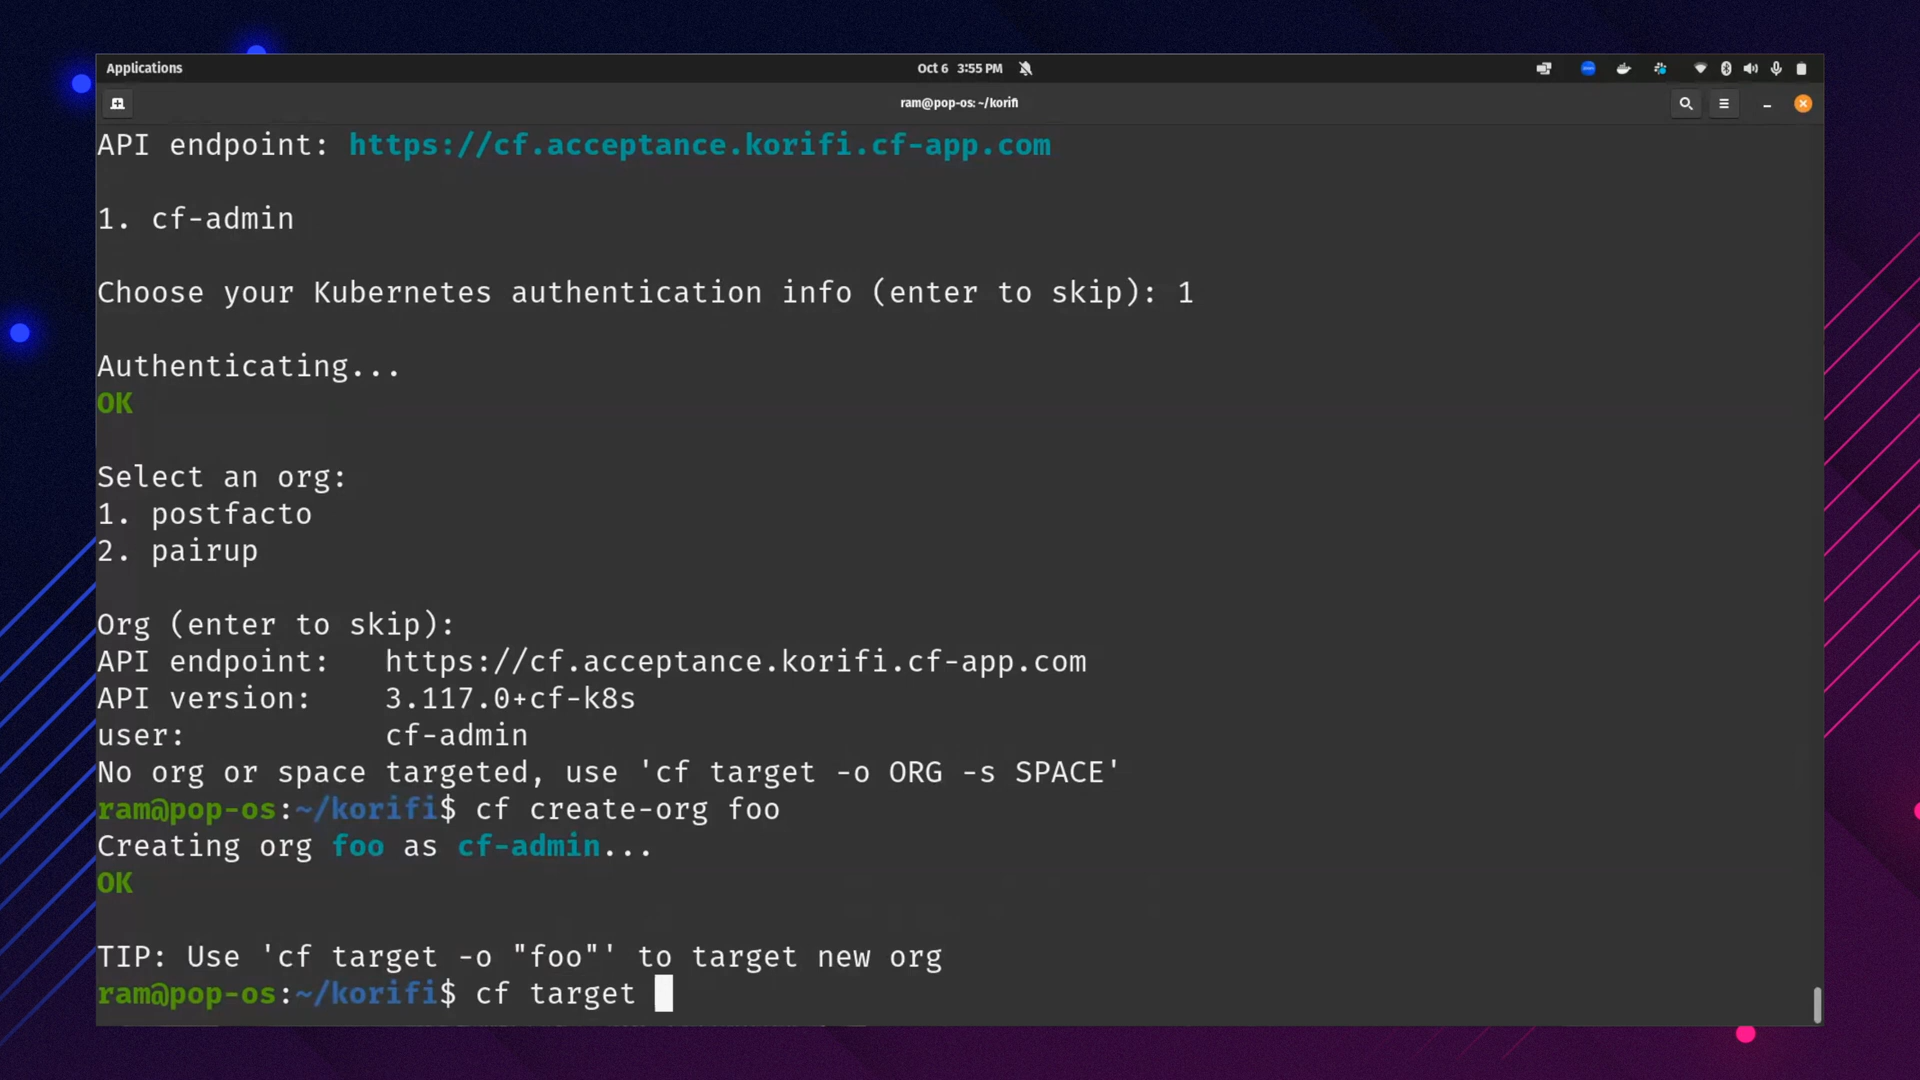 Applications
Oct 6 3:55 PM
ram@pop-os: ~/korifi
API endpoint: https://cf.acceptance.korifi.cf-app.com
1. cf-admin
Choose your Kubernetes authentication info (enter to skip): 1
Authenticating...
OK
Select an org:
1. postfacto
2. pairup
Org (enter to skip):
API endpoint:   https://cf.acceptance.korifi.cf-app.com
API version:    3.117.0+cf-k8s
user:           cf-admin
No org or space targeted, use 'cf target -o ORG -s SPACE'
ram@pop-os:~/korifi$ cf create-org foo
Creating org foo as cf-admin...
OK
TIP: Use 'cf target -o "foo"' to target new org
ram@pop-os:~/korifi$ cf target